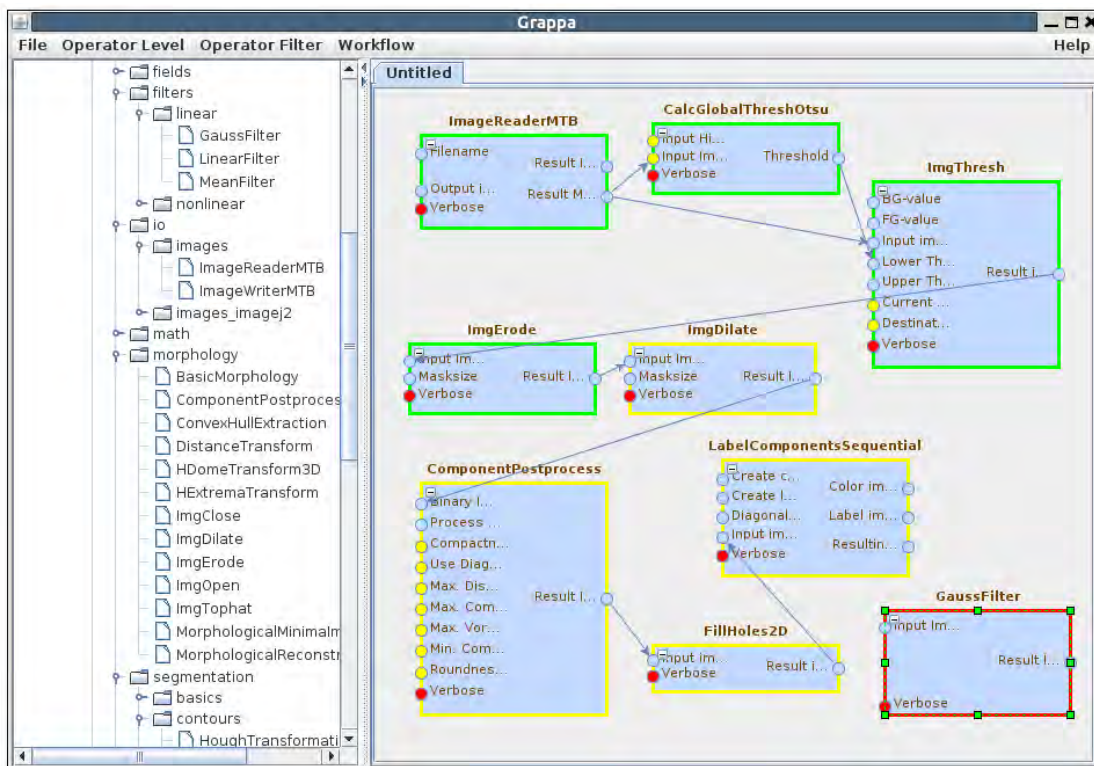 Grappa
File Operator Level Operator Filter Workflow Help
fields
filters
linear
GaussFilter
LinearFilter
MeanFilter
nonlinear
io
images
ImageReaderMTB
ImageWriterMTB
images_imagej2
math
morphology
BasicMorphology
ComponentPostproces
ConvexHullExtraction
DistanceTransform
HDomeTransform3D
HExtremaTransform
ImgClose
ImgDilate
ImgErode
ImgOpen
ImgTophat
MorphologicalMinimalm
MorphologicalReconstr
segmentation
basics
contours
HoughTransformati
Untitled
ImageReaderMTB
Filename
Result I...
Output i...
Result M...
Verbose
CalcGlobalThreshOtsu
Input Hi...
Input Im...
Threshold
Verbose
ImgThresh
BG-value
FG-value
Input im...
Lower Th...
Result i...
Upper Th...
Current ...
Destinat...
Verbose
ImgErode
Input Im...
Masksize
Result I...
Verbose
ImgDilate
Input Im...
Masksize
Result I...
Verbose
ComponentPostprocess
Binary I...
Process ...
Compactn...
Use Diag...
Max. Dis...
Max. Com...
Result I...
Max. Vor...
Min. Com...
Roundnes...
Verbose
LabelComponentsSequential
Create c...
Color im...
Create l...
Diagonal...
Label im...
Input im...
Resultin...
Verbose
FillHoles2D
Input Im...
Result i...
Verbose
GaussFilter
Input Im...
Result I...
Verbose